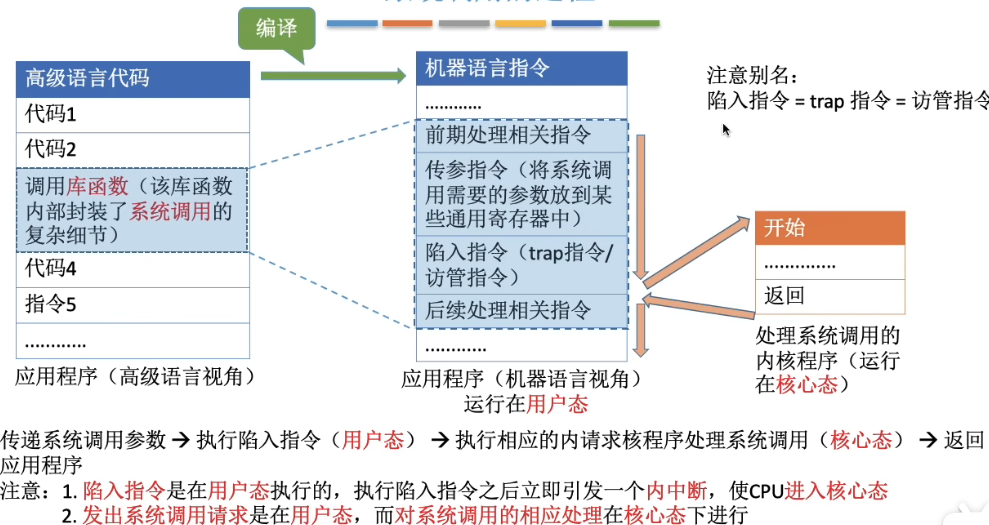 编译
高级语言代码
代码1
代码2
调用库函数（该库函数
内部封装了系统调用的
复杂细节）
代码4
指令5
............
应用程序（高级语言视角）
机器语言指令
............
前期处理相关指令
传参指令（将系统调
用需要的参数放到某
些通用寄存器中）
陷入指令（trap指令/
访管指令）
后续处理相关指令
............
应用程序（机器语言视角）
运行在用户态
注意别名：
陷入指令 = trap 指令 = 访管指令
开始
..............
返回
处理系统调用的
内核程序（运行
在核心态）
传递系统调用参数 → 执行陷入指令（用户态） → 执行相应的内请求核程序处理系统调用（核心态） → 返回
应用程序
注意：1. 陷入指令是在用户态执行的，执行陷入指令之后立即引发一个内中断，使CPU进入核心态
2. 发出系统调用请求是在用户态，而对系统调用的相应处理在核心态下进行